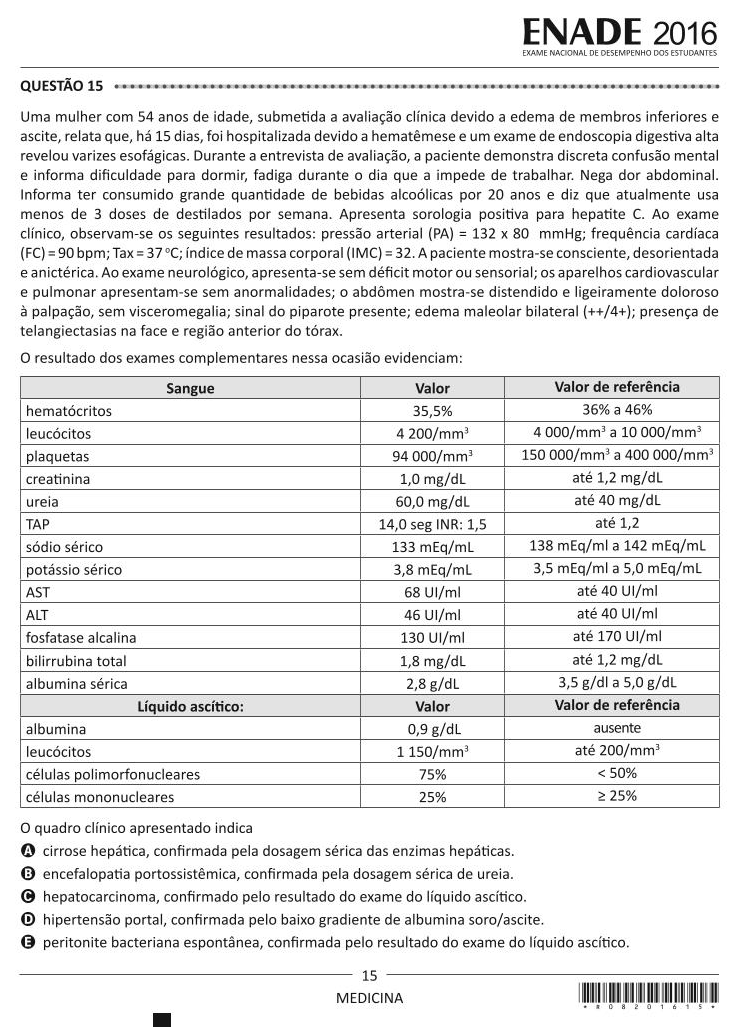 ENADE 2016
EXAME NACIONAL DE DESEMPENHO DOS ESTUDANTES
QUESTÃO 15
Uma mulher com 54 anos de idade, submetida a avaliação clínica devido a edema de membros inferiores e
ascite, relata que, há 15 dias, foi hospitalizada devido a hematêmese e um exame de endoscopia digestiva alta
revelou varizes esofágicas. Durante a entrevista de avaliação, a paciente demonstra discreta confusão mental
e informa dificuldade para dormir, fadiga durante o dia que a impede de trabalhar. Nega dor abdominal.
Informa ter consumido grande quantidade de bebidas alcoólicas por 20 anos e diz que atualmente usa
menos de 3 doses de destilados por semana. Apresenta sorologia positiva para hepatite C. Ao exame
clínico, observam-se os seguintes resultados: pressão arterial (PA) = 132 x 80 mmHg; frequência cardíaca
(FC) = 90 bpm; Tax = 37 ºC; índice de massa corporal (IMC) = 32. A paciente mostra-se consciente, desorientada
e anictérica. Ao exame neurológico, apresenta-se sem déficit motor ou sensorial; os aparelhos cardiovascular
e pulmonar apresentam-se sem anormalidades; o abdômen mostra-se distendido e ligeiramente doloroso
à palpação, sem visceromegalia; sinal do piparote presente; edema maleolar bilateral (++/4+); presença de
telangiectasias na face e região anterior do tórax.
O resultado dos exames complementares nessa ocasião evidenciam:
Sangue Valor Valor de referência
hematócritos 35,5% 36% a 46%
leucócitos 4 200/mm³ 4 000/mm³ a 10 000/mm³
plaquetas 94 000/mm³ 150 000/mm³ a 400 000/mm³
creatinina 1,0 mg/dL até 1,2 mg/dL
ureia 60,0 mg/dL até 40 mg/dL
TAP 14,0 seg INR: 1,5 até 1,2
sódio sérico 133 mEq/mL 138 mEq/ml a 142 mEq/mL
potássio sérico 3,8 mEq/mL 3,5 mEq/mL a 5,0 mEq/mL
AST 68 UI/ml até 40 UI/ml
ALT 46 UI/ml até 40 UI/ml
fosfatase alcalina 130 UI/ml até 170 UI/ml
bilirrubina total 1,8 mg/dL até 1,2 mg/dL
albumina sérica 2,8 g/dL 3,5 g/dl a 5,0 g/dL
Líquido ascítico: Valor Valor de referência
albumina 0,9 g/dL ausente
leucócitos 1 150/mm³ até 200/mm³
células polimorfonucleares 75% < 50%
células mononucleares 25% ≥ 25%
O quadro clínico apresentado indica
A cirrose hepática, confirmada pela dosagem sérica das enzimas hepáticas.
B encefalopatia portossistêmica, confirmada pela dosagem sérica de ureia.
C hepatocarcinoma, confirmado pelo resultado do exame do líquido ascítico.
D hipertensão portal, confirmada pelo baixo gradiente de albumina soro/ascite.
E peritonite bacteriana espontânea, confirmada pelo resultado do exame do líquido ascítico.
15
MEDICINA
* R 0 8 2 0 1 6 1 5 *